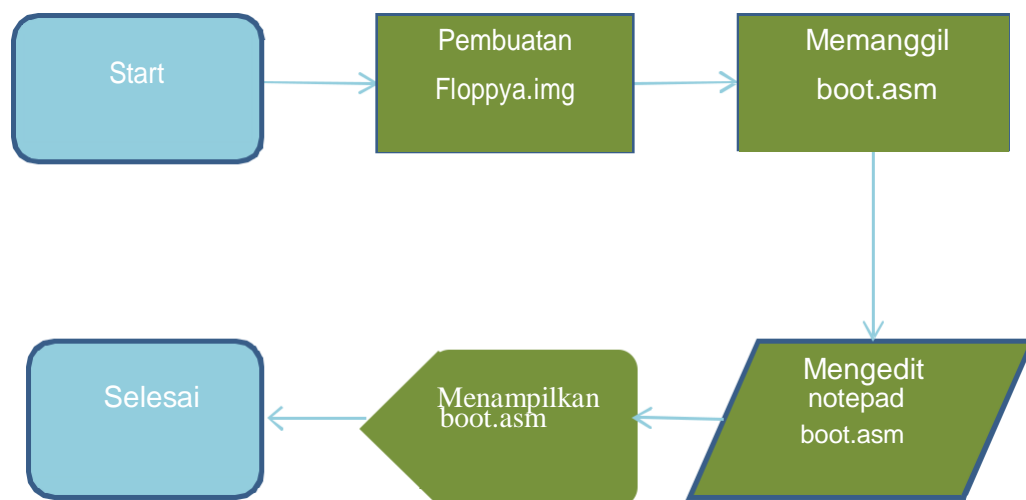 Start
Pembuatan
Floppya.img
Memanggil
boot.asm
Mengedit
notepad
boot.asm
Menampilkan
boot.asm
Selesai